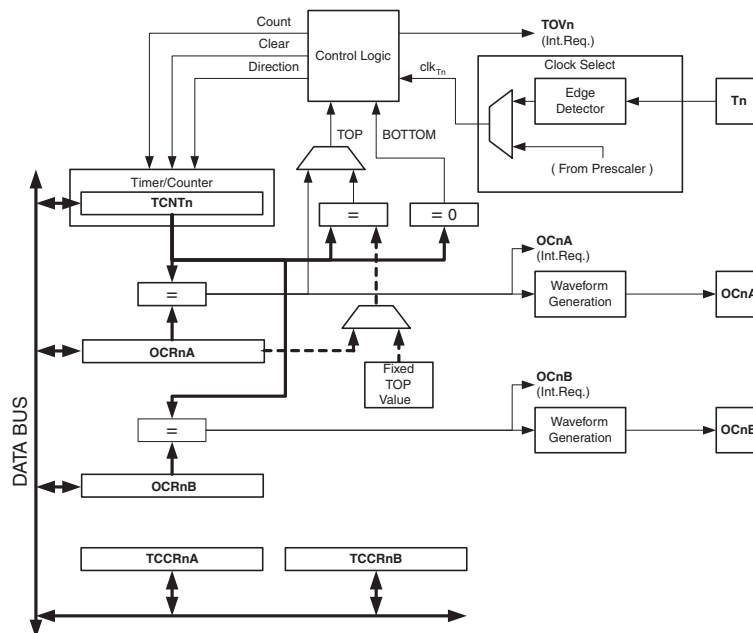 Count
Clear
Direction
Control Logic
TOVn
(Int.Req.)
clkTn
Clock Select
Edge
Detector
Tn
( From Prescaler )
TOP
BOTTOM
Timer/Counter
TCNTn
=
= 0
OCnA
(Int.Req.)
=
Waveform
Generation
OCnA
OCRnA
Fixed
TOP
Value
OCnB
(Int.Req.)
=
Waveform
Generation
OCnB
OCRnB
DATA BUS
TCCRnA
TCCRnB